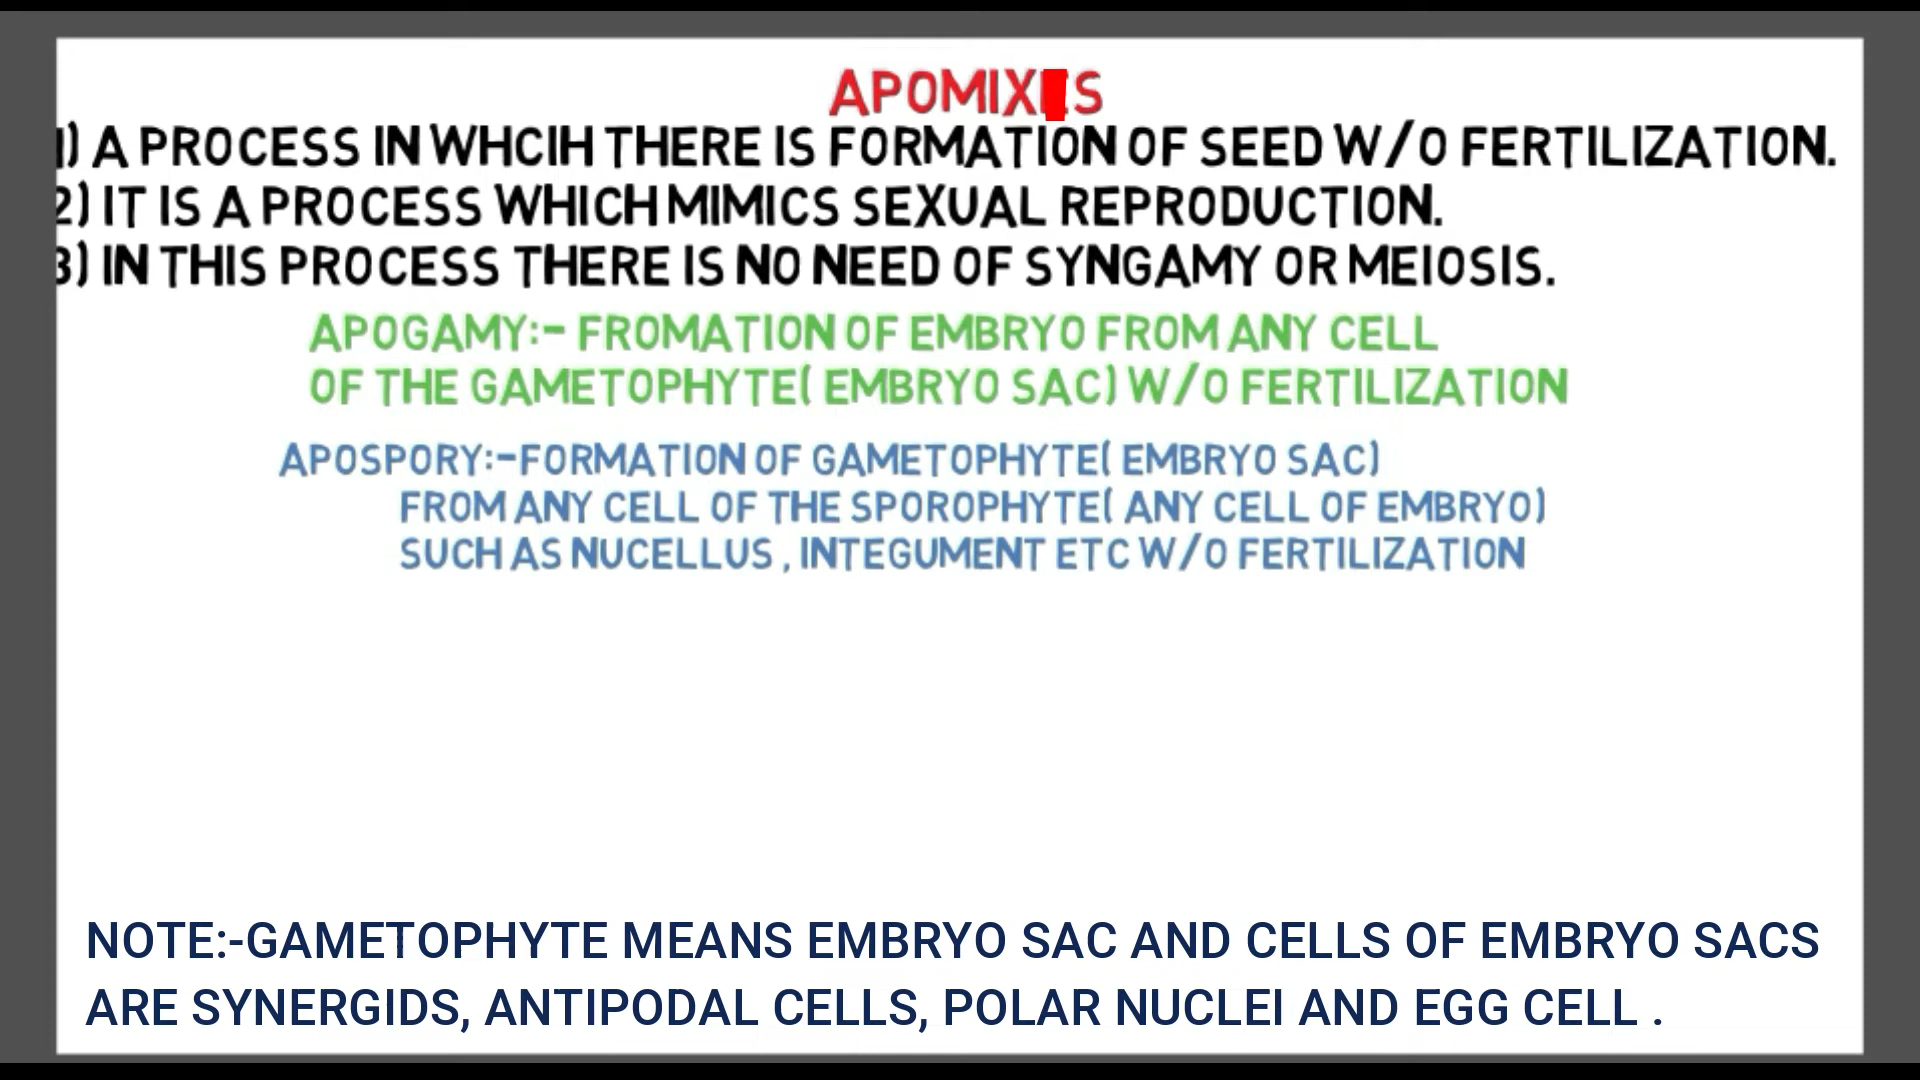 APOMIXIS
1) A PROCESS IN WHCIH THERE IS FORMATION OF SEED W/O FERTILIZATION.
2) IT IS A PROCESS WHICH MIMICS SEXUAL REPRODUCTION.
3) IN THIS PROCESS THERE IS NO NEED OF SYNGAMY OR MEIOSIS.
APOGAMY:- FROMATION OF EMBRYO FROM ANY CELL
OF THE GAMETOPHYTE( EMBRYO SAC) W/O FERTILIZATION
APOSPORY:-FORMATION OF GAMETOPHYTE( EMBRYO SAC)
FROM ANY CELL OF THE SPOROPHYTE( ANY CELL OF EMBRYO)
SUCH AS NUCELLUS , INTEGUMENT ETC W/O FERTILIZATION
NOTE:-GAMETOPHYTE MEANS EMBRYO SAC AND CELLS OF EMBRYO SACS
ARE SYNERGIDS, ANTIPODAL CELLS, POLAR NUCLEI AND EGG CELL .